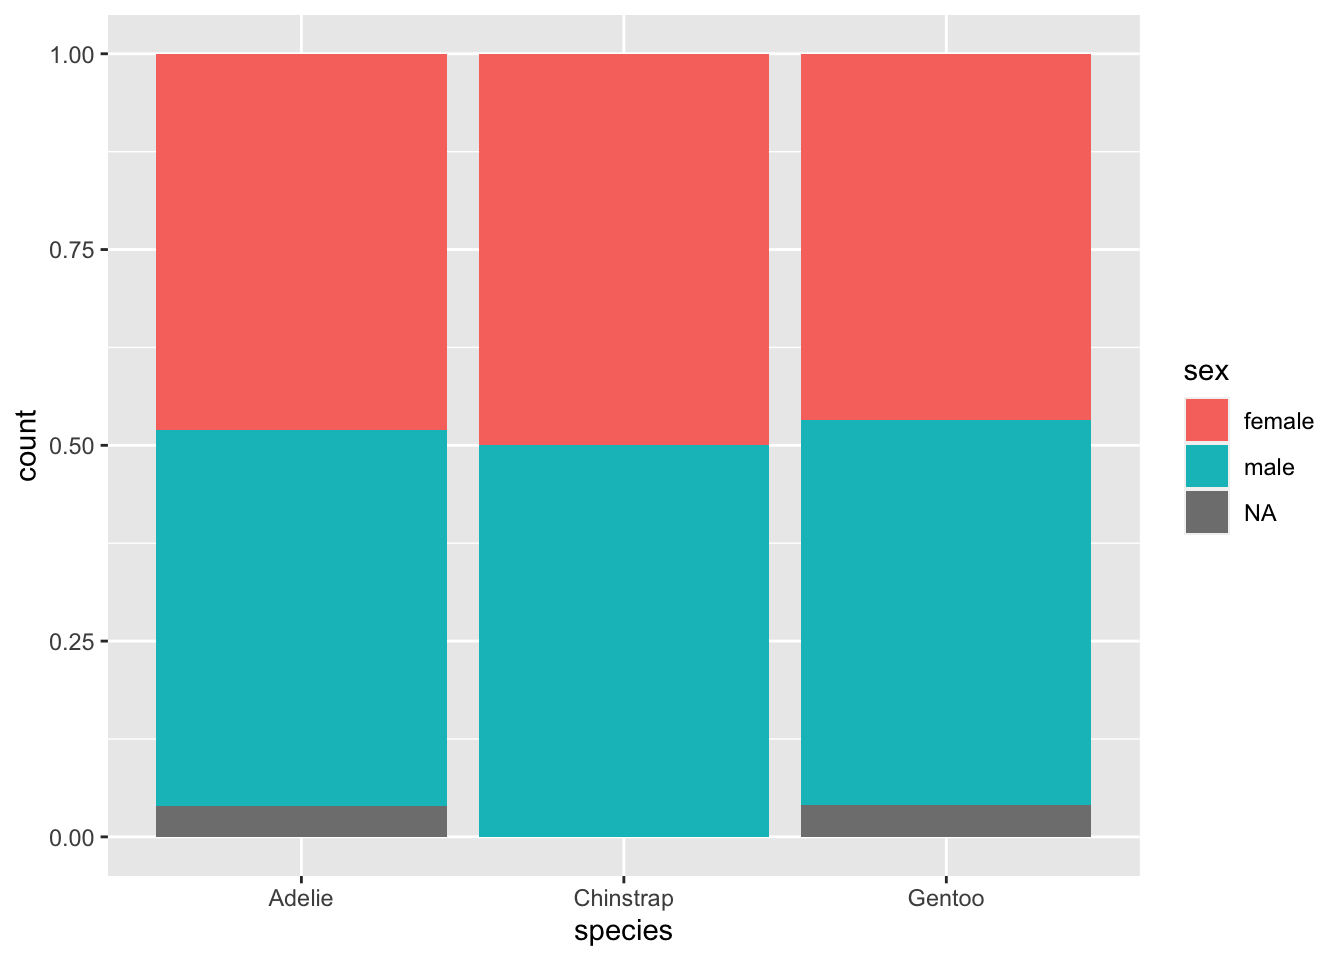 1.00
0.75
0.50
0.25
0.00
count
Adelie
Chinstrap
Gentoo
species
sex
female
male
NA